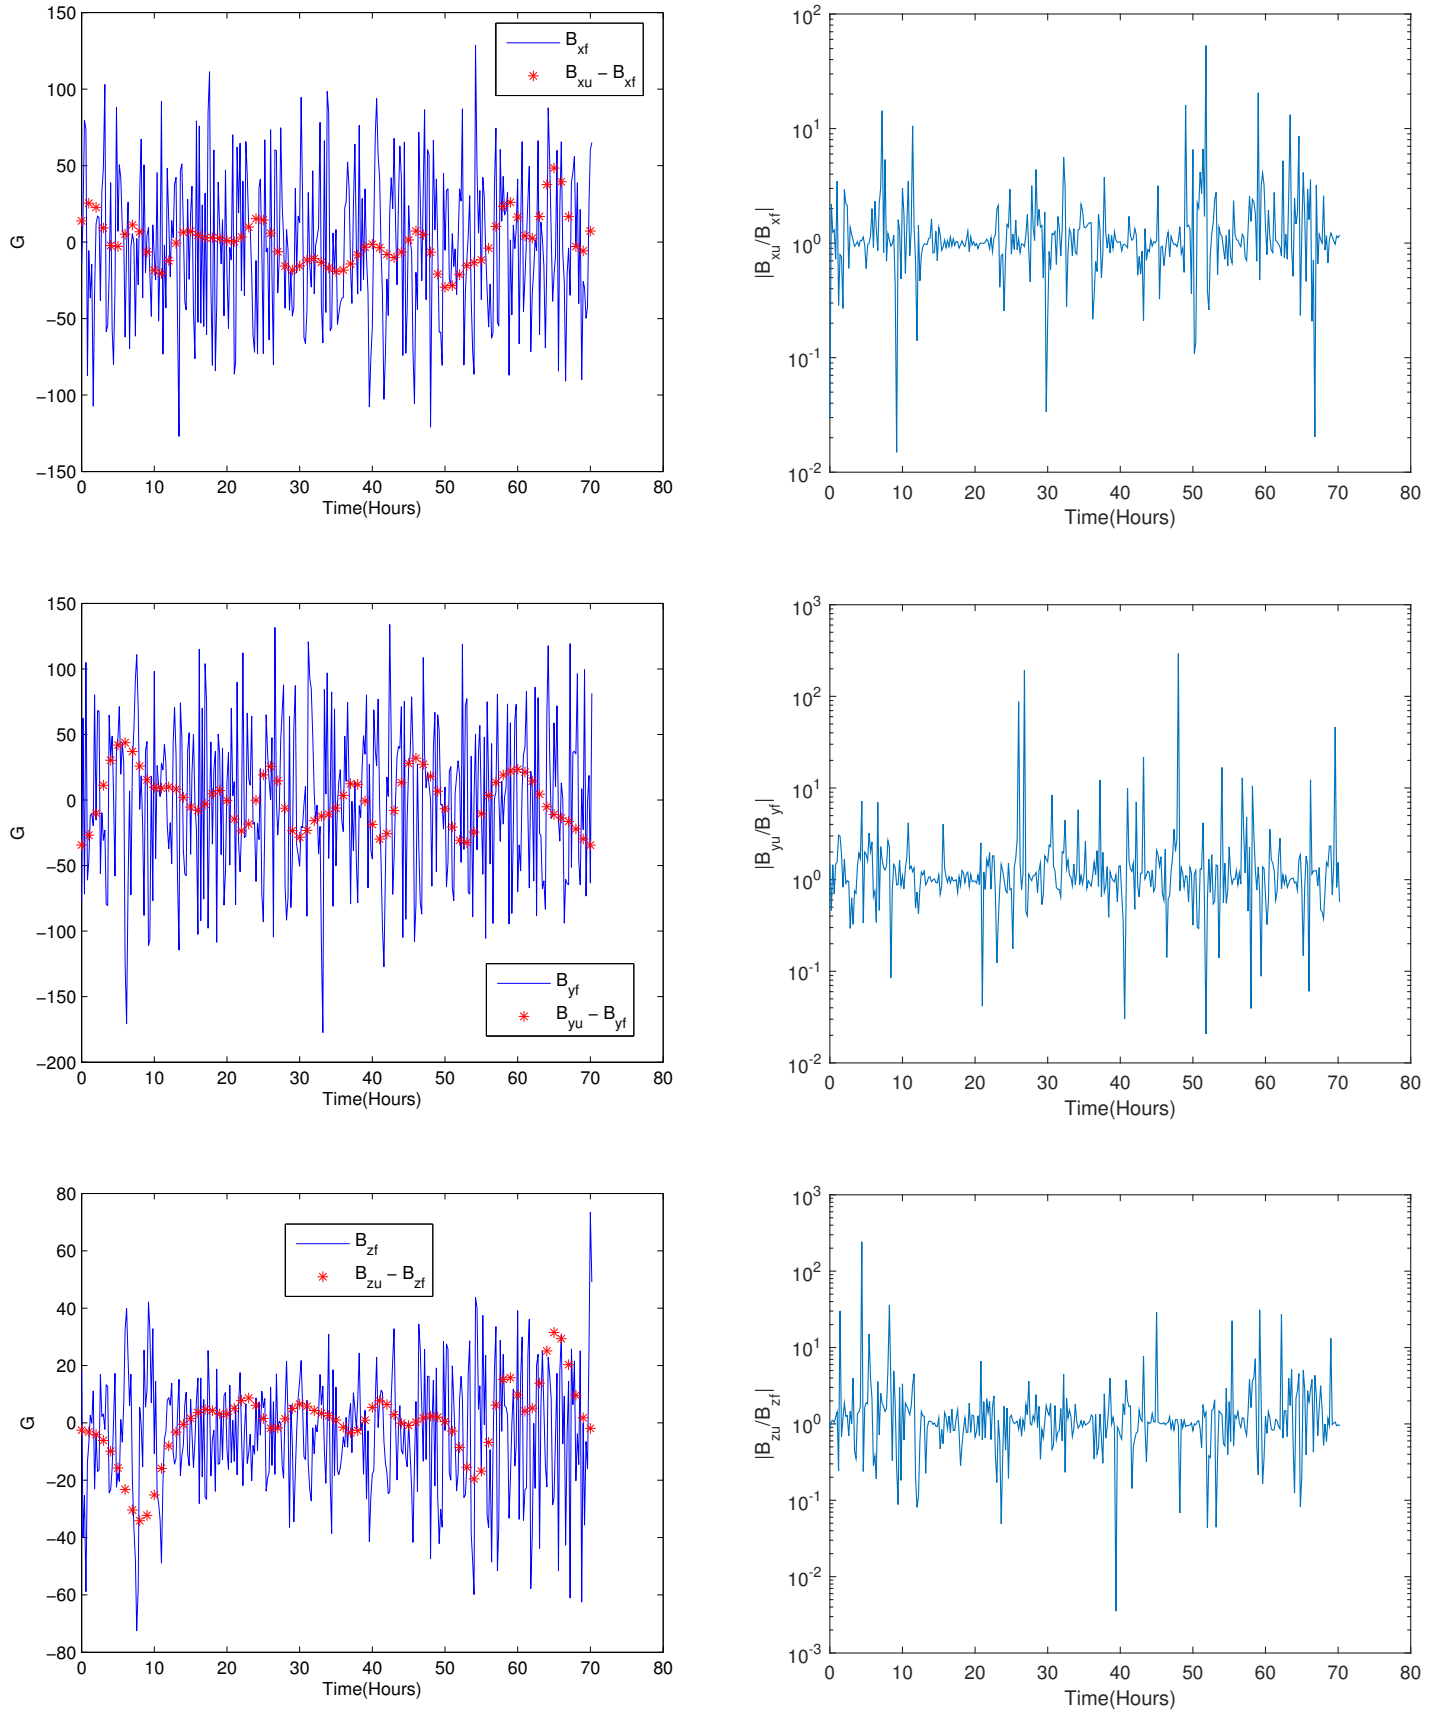 150
100
50
0
−50
−100
−150
G
B_xf
B_xu − B_xf
0 10 20 30 40 50 60 70 80
Time(Hours)
10^2
10^1
10^0
10^-1
10^-2
|B_xu/B_xf|
0 10 20 30 40 50 60 70 80
Time(Hours)
150
100
50
0
−50
−100
−150
−200
G
B_yf
B_yu − B_yf
0 10 20 30 40 50 60 70 80
Time(Hours)
10^3
10^2
10^1
10^0
10^-1
10^-2
|B_yu/B_yf|
0 10 20 30 40 50 60 70 80
Time(Hours)
80
60
40
20
0
−20
−40
−60
−80
G
B_zf
B_zu − B_zf
0 10 20 30 40 50 60 70 80
Time(Hours)
10^3
10^2
10^1
10^0
10^-1
10^-2
10^-3
|B_zu/B_zf|
0 10 20 30 40 50 60 70 80
Time(Hours)